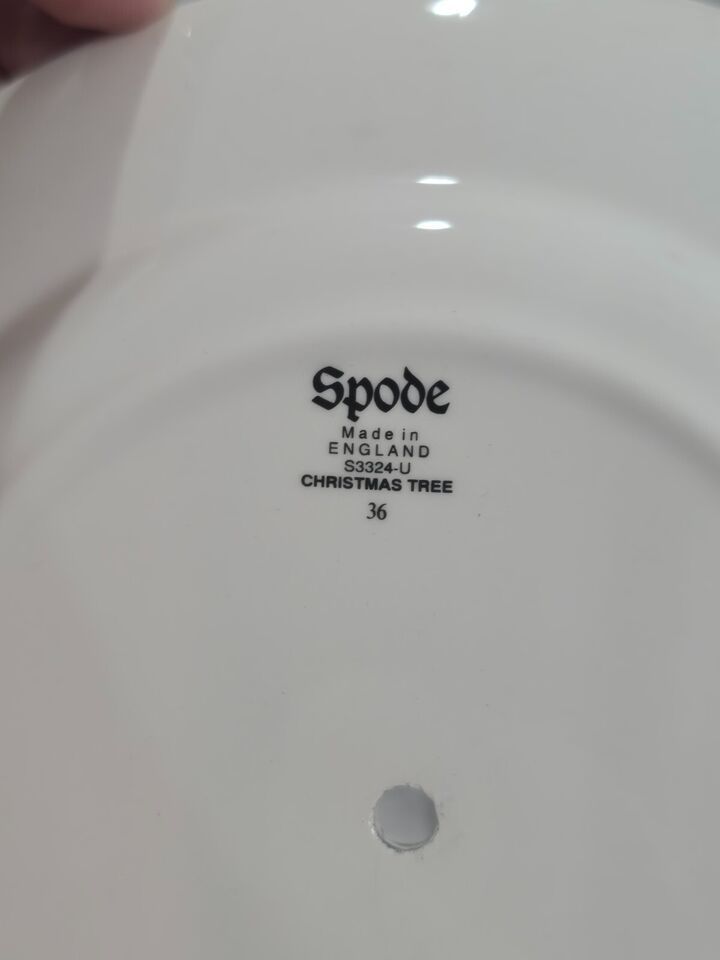 Spode
Made in
ENGLAND
S3324-U
CHRISTMAS TREE
36